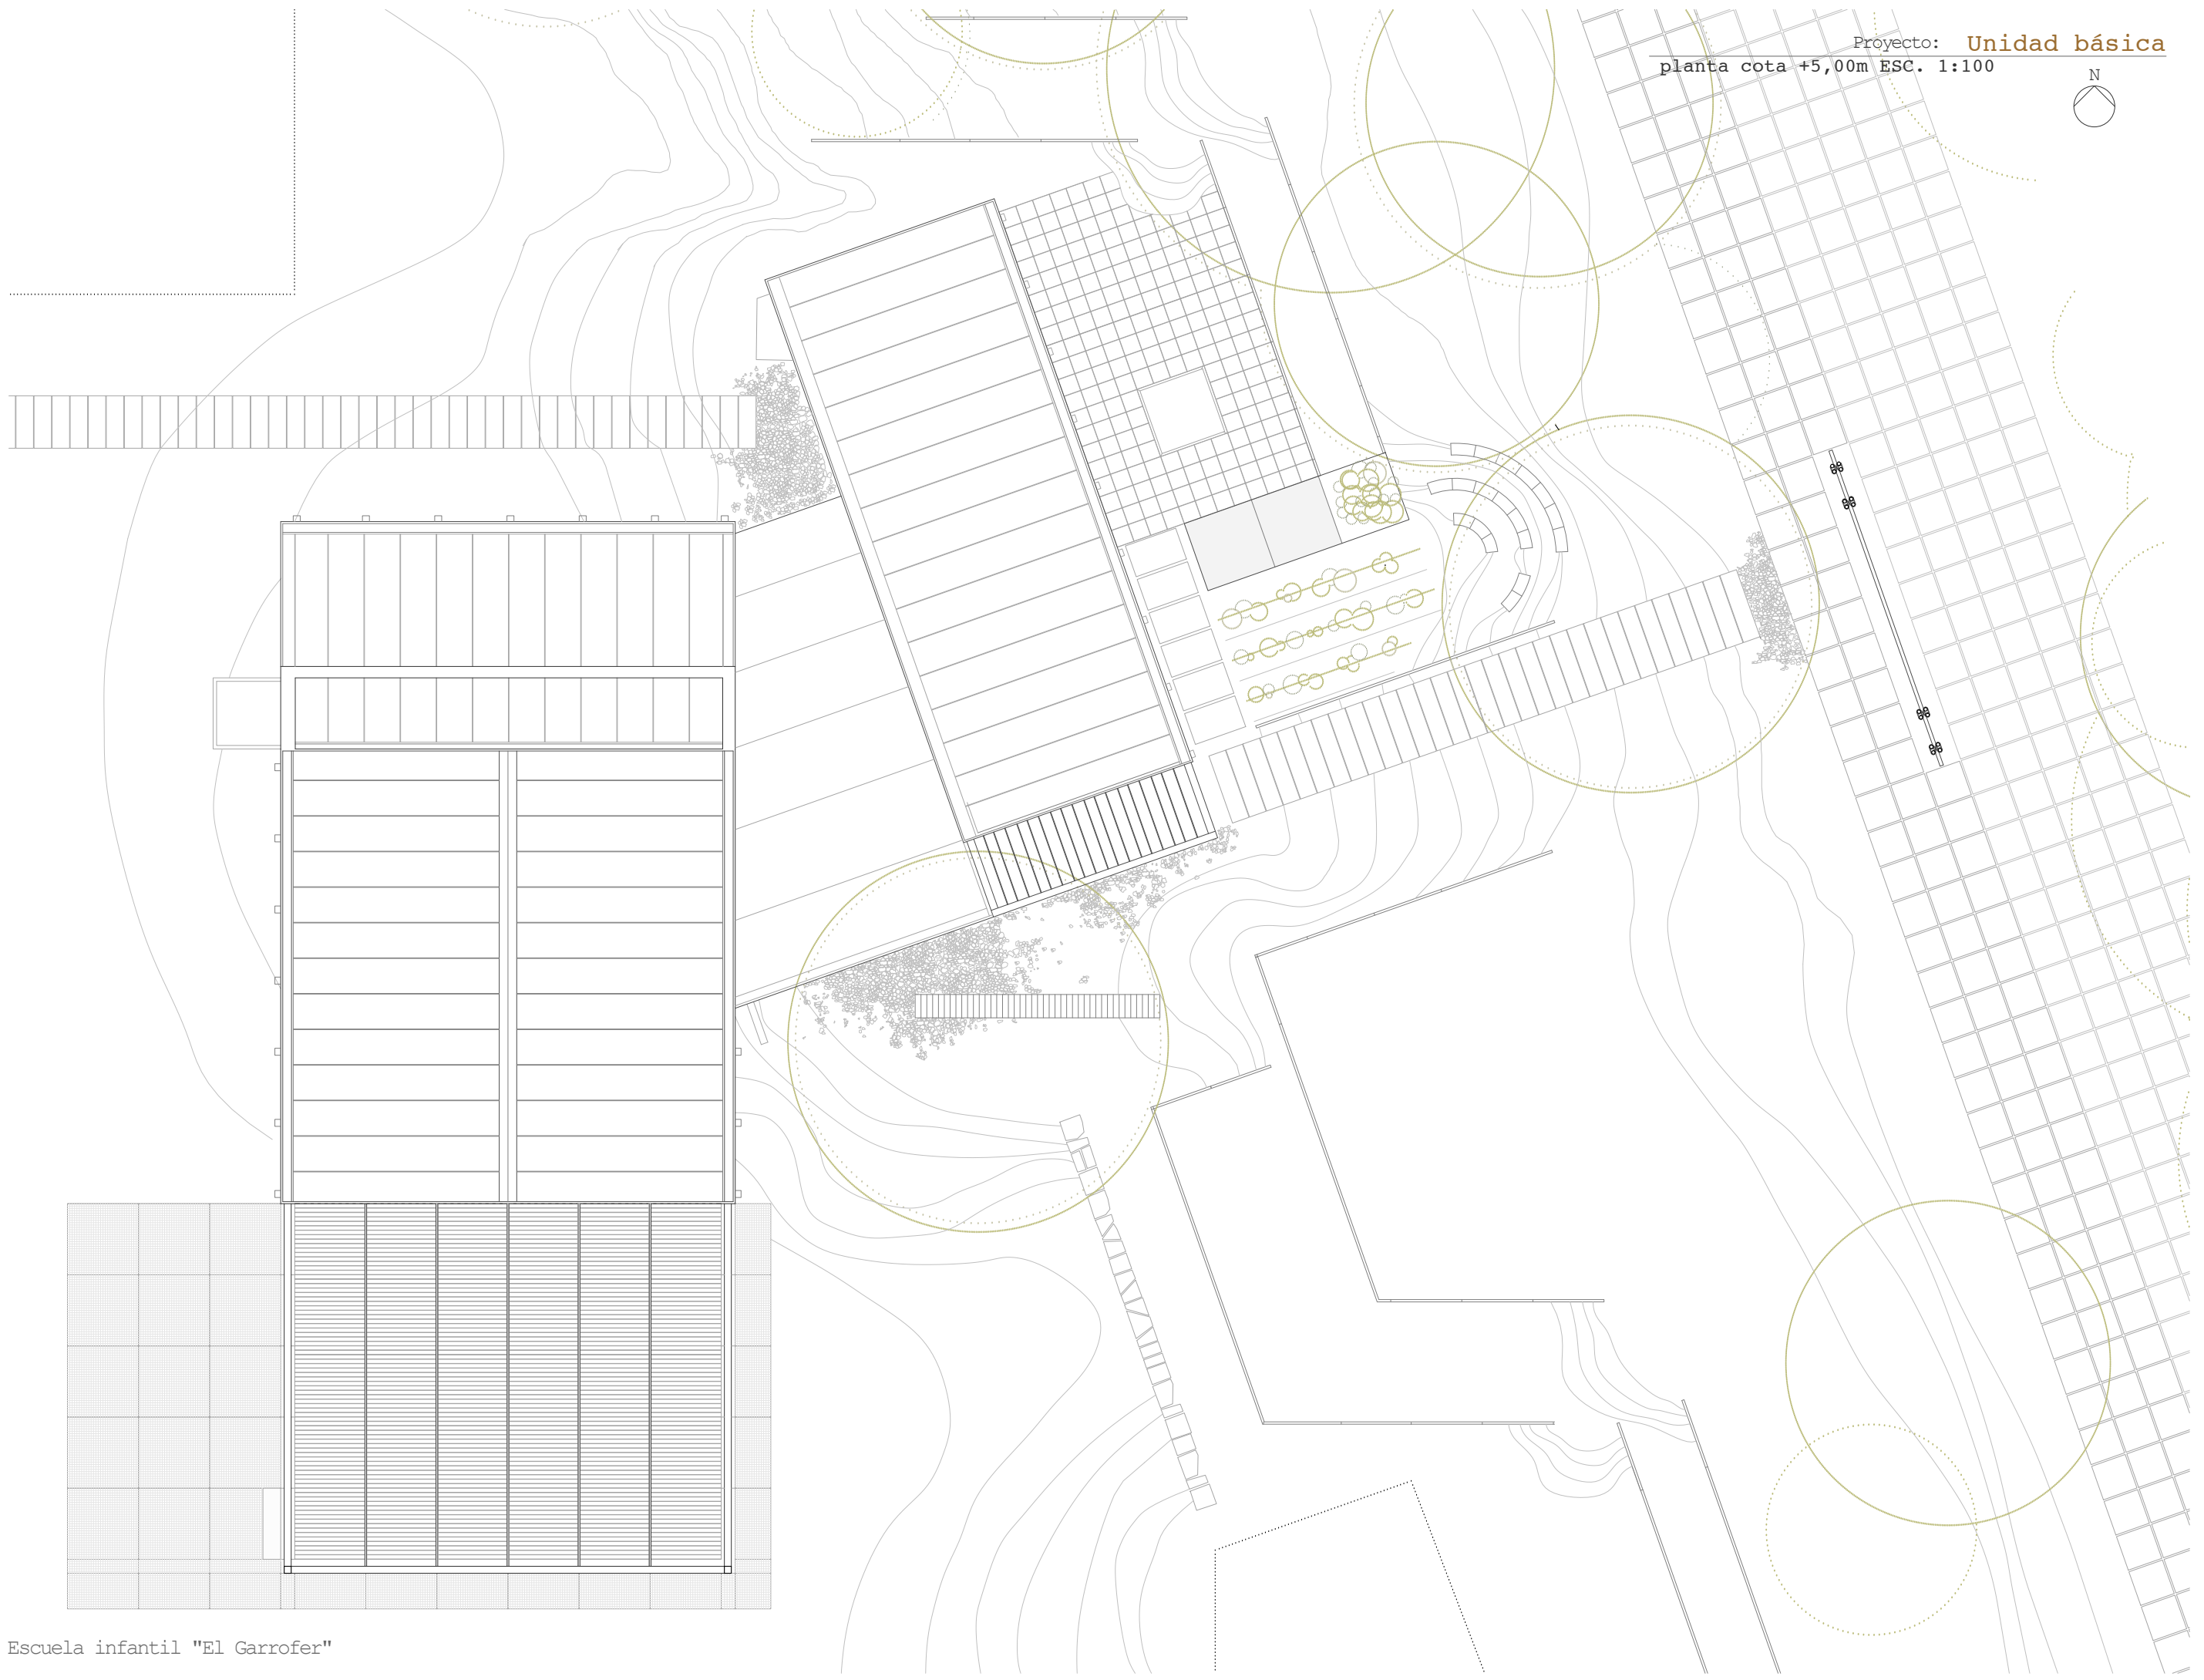 Proyecto: Unidad básica
planta cota +5,00m ESC. 1:100
N
Escuela infantil "El Garrofer"